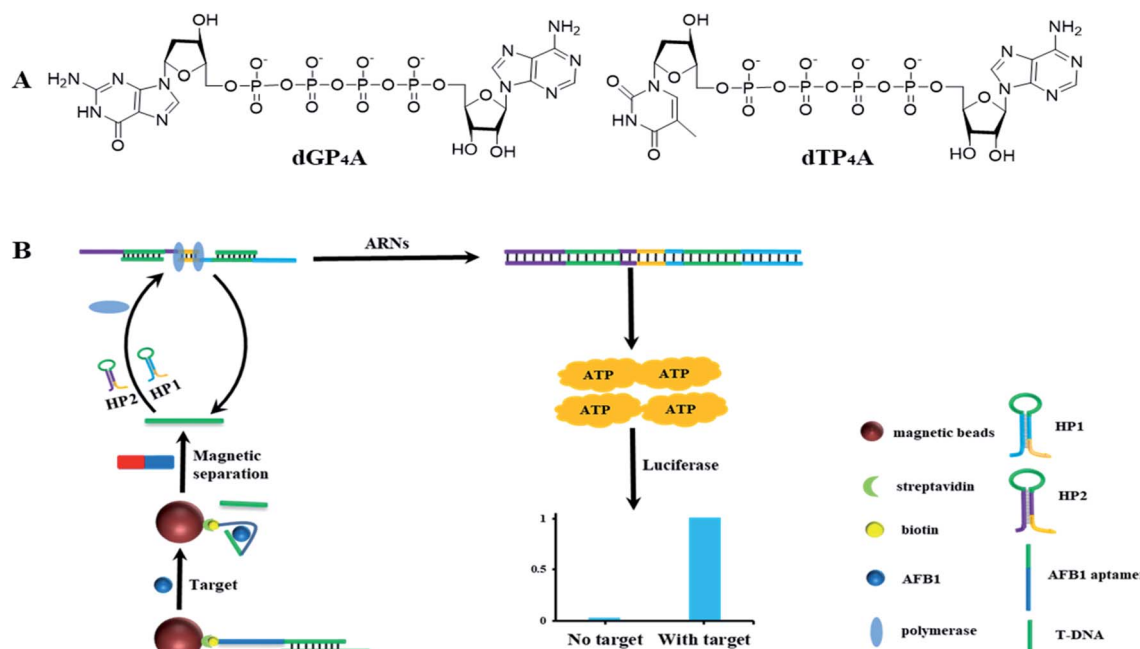 A
OH
NH₂
H₂N
N
N
N
N
HN
N
O
O
O⁻
O⁻
O⁻
O⁻
O
P
O
P
O
P
O
P
O
O
O
O
O
O
HO
OH
dGP₄A
OH
NH₂
O
N
N
N
O
N
N
HN
O
O⁻
O⁻
O⁻
O⁻
O
P
O
P
O
P
O
P
O
O
O
O
O
O
HO
OH
dTP₄A
B
ARNs
HP2
HP1
ATP
ATP
ATP
ATP
Magnetic
separation
Luciferase
Target
1
0.5
0
No target
With target
magnetic beads
streptavidin
biotin
AFB1
polymerase
HP1
HP2
AFB1 aptamer
T-DNA